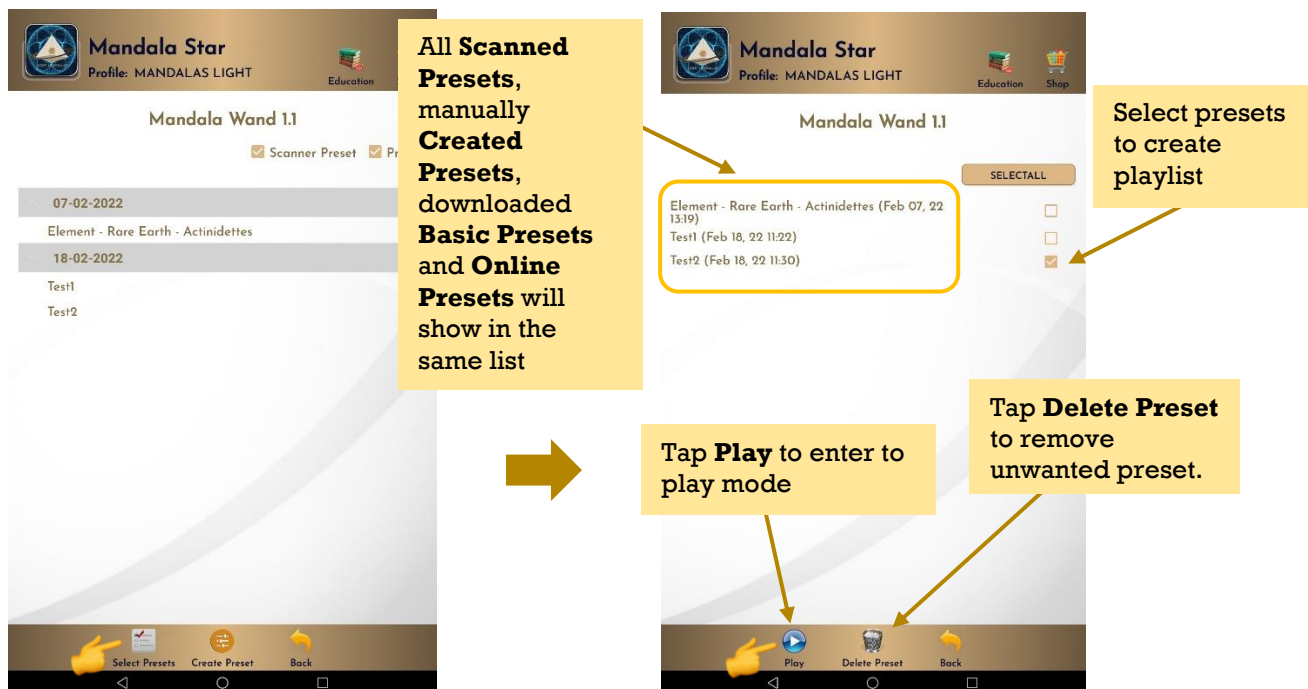 Mandala Star
Profile: MANDALAS LIGHT
Education
Mandala Wand 1.1
Scanner Preset
07-02-2022
Element - Rare Earth - Actinidettes
18-02-2022
Test1
Test2
Select Presets
Create Preset
Back
All Scanned
Presets,
manually
Created
Presets,
downloaded
Basic Presets
and Online
Presets will
show in the
same list
Mandala Star
Profile: MANDALAS LIGHT
Education
Shop
Mandala Wand 1.1
SELECTALL
Element - Rare Earth - Actinidettes (Feb 07, 22
13:19)
Test1 (Feb 18, 22 11:22)
Test2 (Feb 18, 22 11:30)
Select presets
to create
playlist
Tap Play to enter to
play mode
Tap Delete Preset
to remove
unwanted preset.
Play
Delete Preset
Back